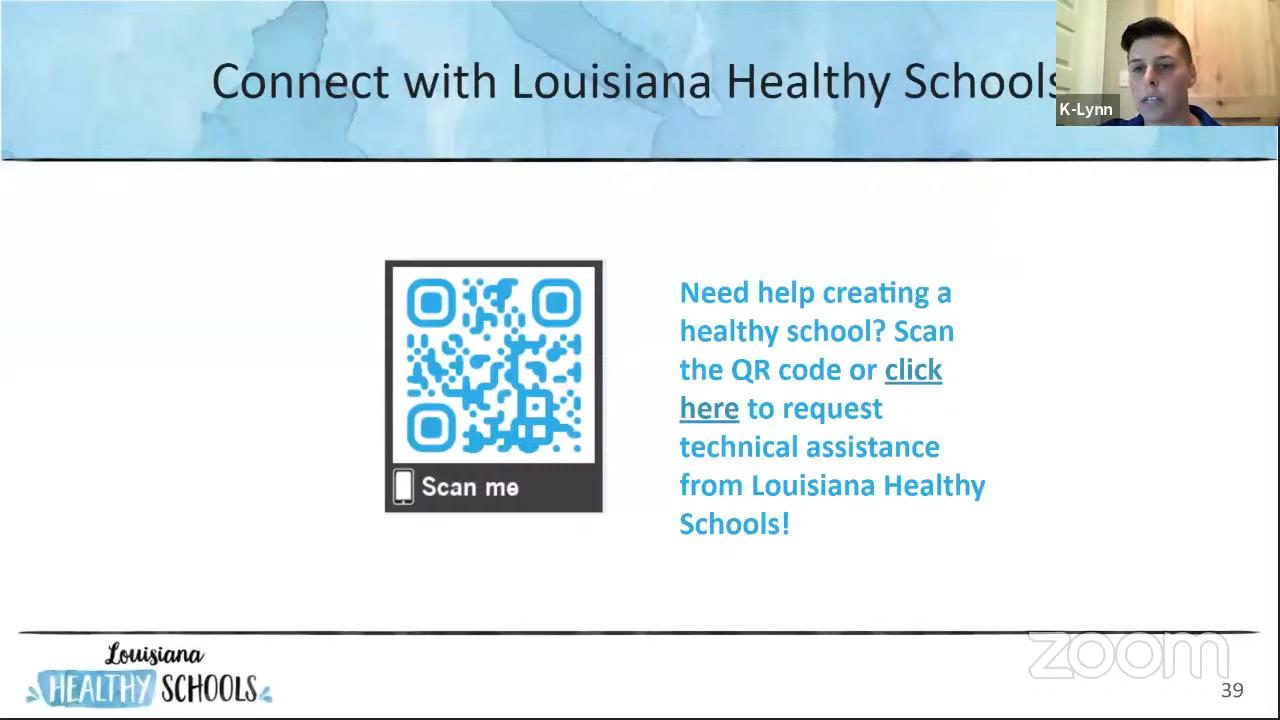 Connect with Louisiana Healthy Schools
K-Lynn
Need help creating a
healthy school? Scan
the QR code or click
here to request
technical assistance
from Louisiana Healthy
Schools!
Scan me
Louisiana
HEALTHY SCHOOLS
zoom
39